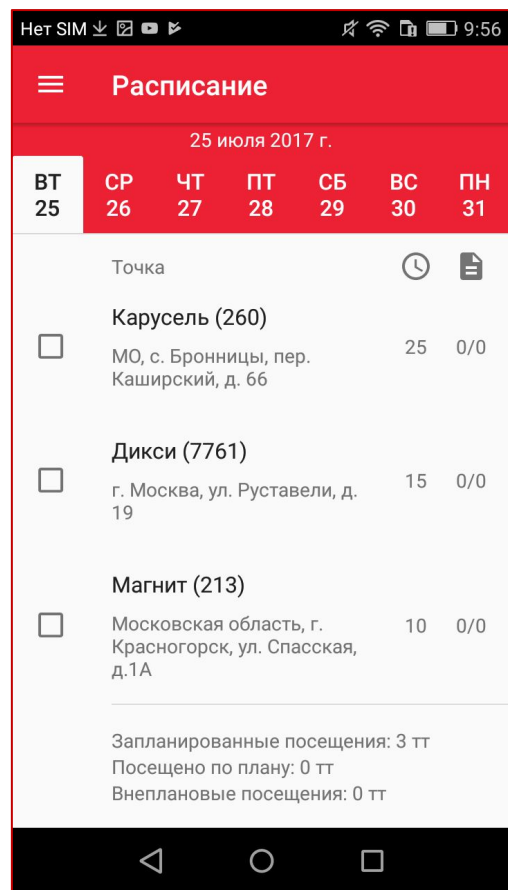 Нет SIM 9:56
Расписание
25 июля 2017 г.
ВТ СР ЧТ ПТ СБ ВС ПН
25 26 27 28 29 30 31
Точка
Карусель (260)
МО, с. Бронницы, пер. 25 0/0
Каширский, д. 66
Дикси (7761)
г. Москва, ул. Руставели, д. 15 0/0
19
Магнит (213)
Московская область, г. 10 0/0
Красногорск, ул. Спасская,
д.1А
Запланированные посещения: 3 тт
Посещено по плану: 0 тт
Внеплановые посещения: 0 тт